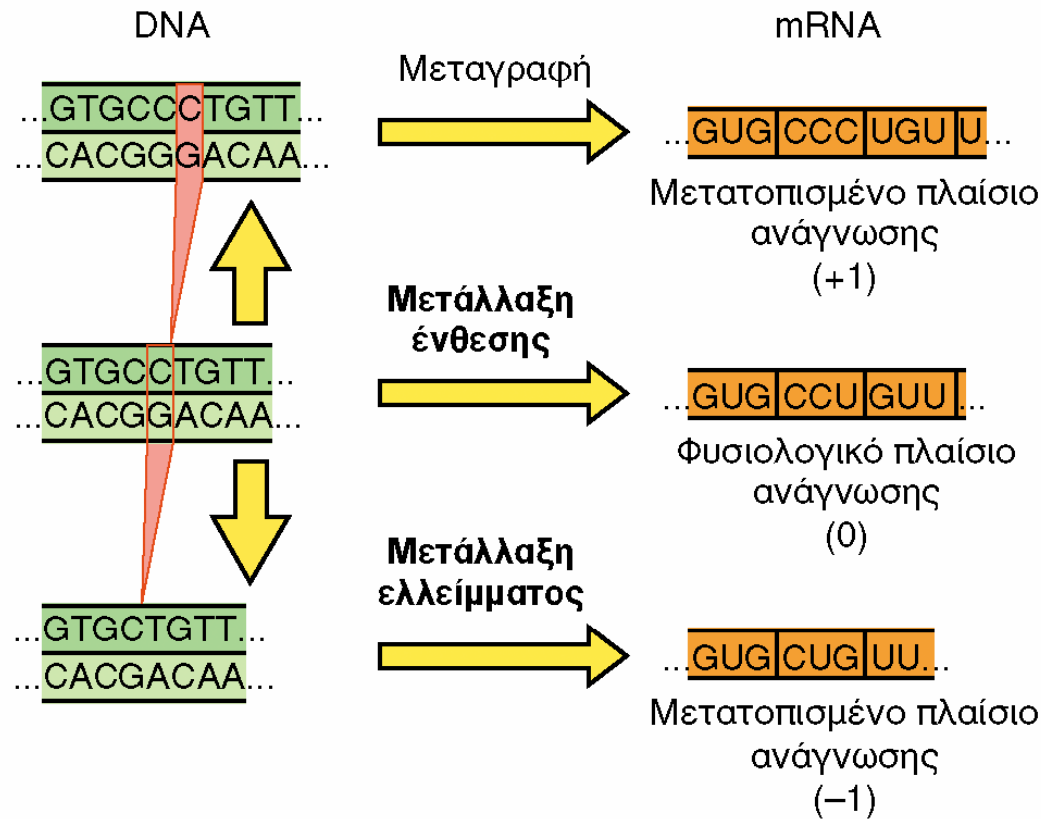 DNA
mRNA
Μεταγραφή
...GTGCCCTGTT...
...CACGGGACAA...
...GUG CCC UGU U...
Μετατοπισμένο πλαίσιο
ανάγνωσης
(+1)
Μετάλλαξη
ένθεσης
...GTGCCTGTT...
...CACGGACAA...
...GUG CCU GUU ...
Φυσιολογικό πλαίσιο
ανάγνωσης
(0)
Μετάλλαξη
ελλείμματος
...GTGCTGTT...
...CACGACAA...
...GUG CUG UU...
Μετατοπισμένο πλαίσιο
ανάγνωσης
(–1)